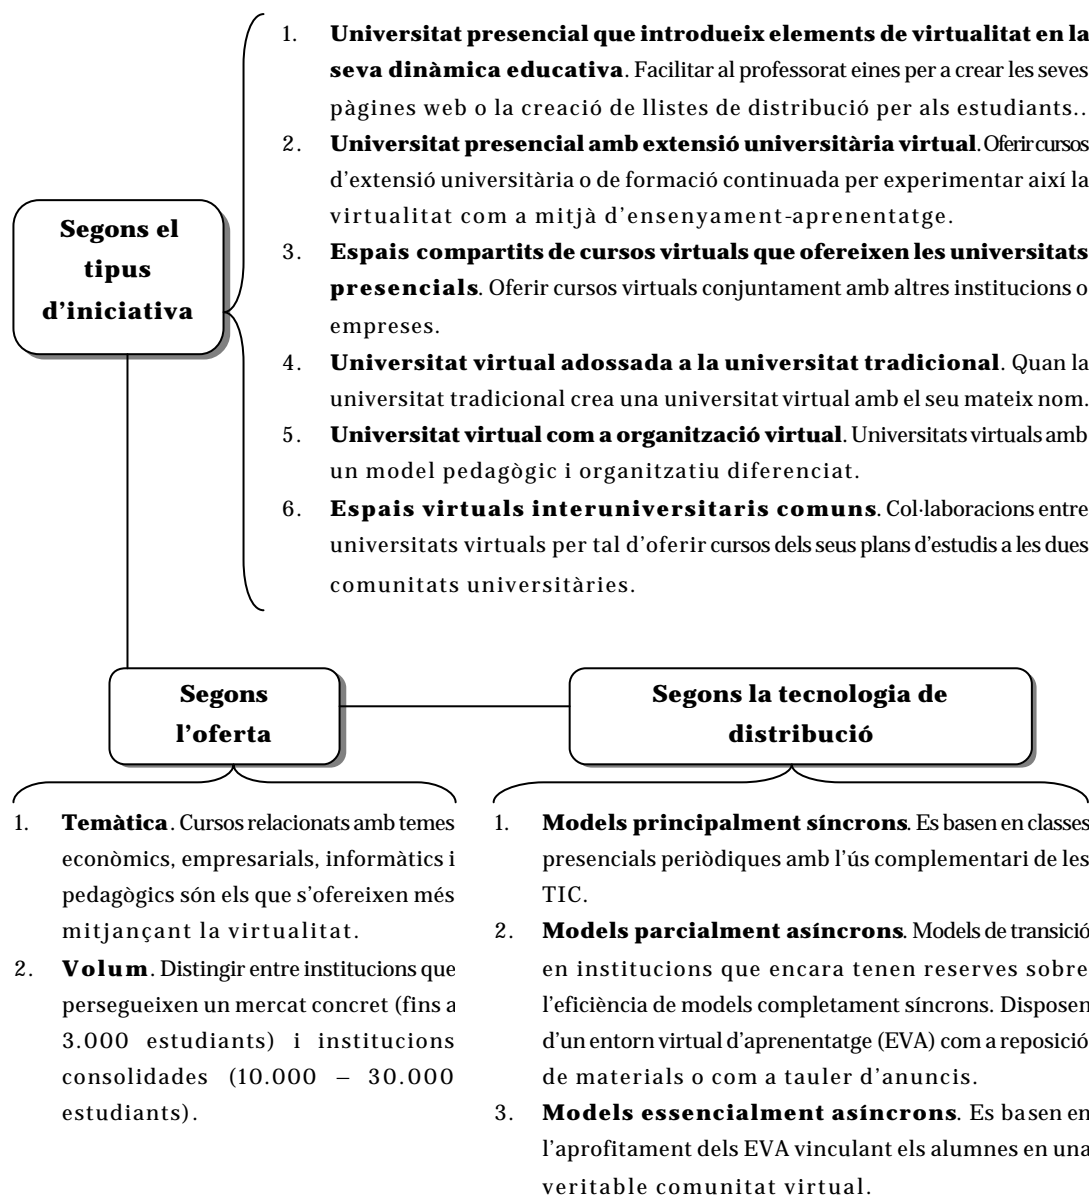 Segons el
tipus
d’iniciativa
1. Universitat presencial que introdueix elements de virtualitat en la
seva dinàmica educativa. Facilitar al professorat eines per a crear les seves
pàgines web o la creació de llistes de distribució per als estudiants..
2. Universitat presencial amb extensió universitària virtual. Oferir cursos
d’extensió universitària o de formació continuada per experimentar així la
virtualitat com a mitjà d’ensenyament-aprenentatge.
3. Espais compartits de cursos virtuals que ofereixen les universitats
presencials. Oferir cursos virtuals conjuntament amb altres institucions o
empreses.
4. Universitat virtual adossada a la universitat tradicional. Quan la
universitat tradicional crea una universitat virtual amb el seu mateix nom.
5. Universitat virtual com a organització virtual. Universitats virtuals amb
un model pedagògic i organitzatiu diferenciat.
6. Espais virtuals interuniversitaris comuns. Col·laboracions entre
universitats virtuals per tal d’oferir cursos dels seus plans d’estudis a les dues
comunitats universitàries.
Segons
l’oferta
1. Temàtica. Cursos relacionats amb temes
econòmics, empresarials, informàtics i
pedagògics són els que s’ofereixen més
mitjançant la virtualitat.
2. Volum. Distingir entre institucions que
persegueixen un mercat concret (fins a
3.000 estudiants) i institucions
consolidades (10.000 – 30.000
estudiants).
Segons la tecnologia de
distribució
1. Models principalment síncrons. Es basen en classes
presencials periòdiques amb l’ús complementari de les
TIC.
2. Models parcialment asíncrons. Models de transició
en institucions que encara tenen reserves sobre
l’eficiència de models completament síncrons. Disposen
d’un entorn virtual d’aprenentatge (EVA) com a reposició
de materials o com a tauler d’anuncis.
3. Models essencialment asíncrons. Es basen en
l’aprofitament dels EVA vinculant els alumnes en una
veritable comunitat virtual.